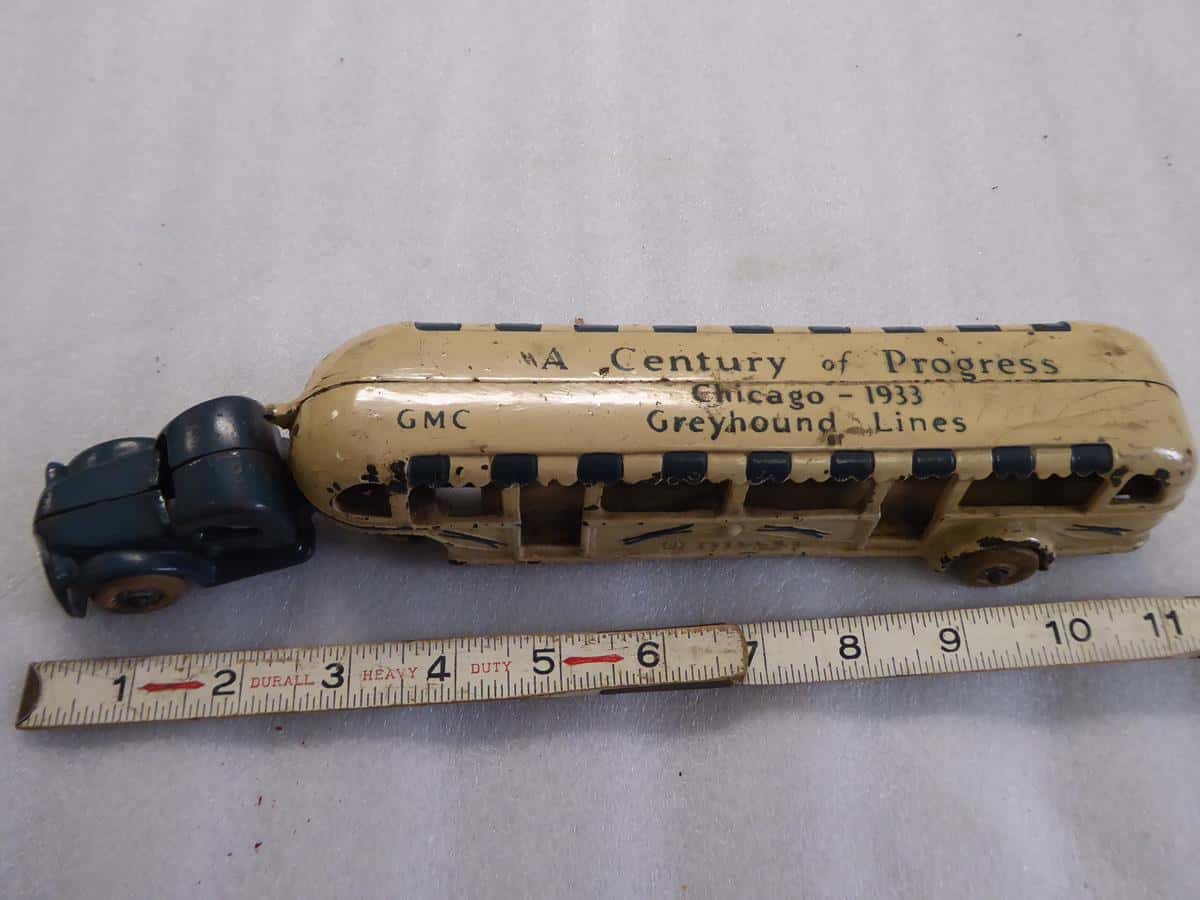 A Century of Progress
Chicago - 1933
GMC Greyhound Lines
1 2 DURALL 3 HEAVY 4 DUTY 5 6 7 8 9 10 11